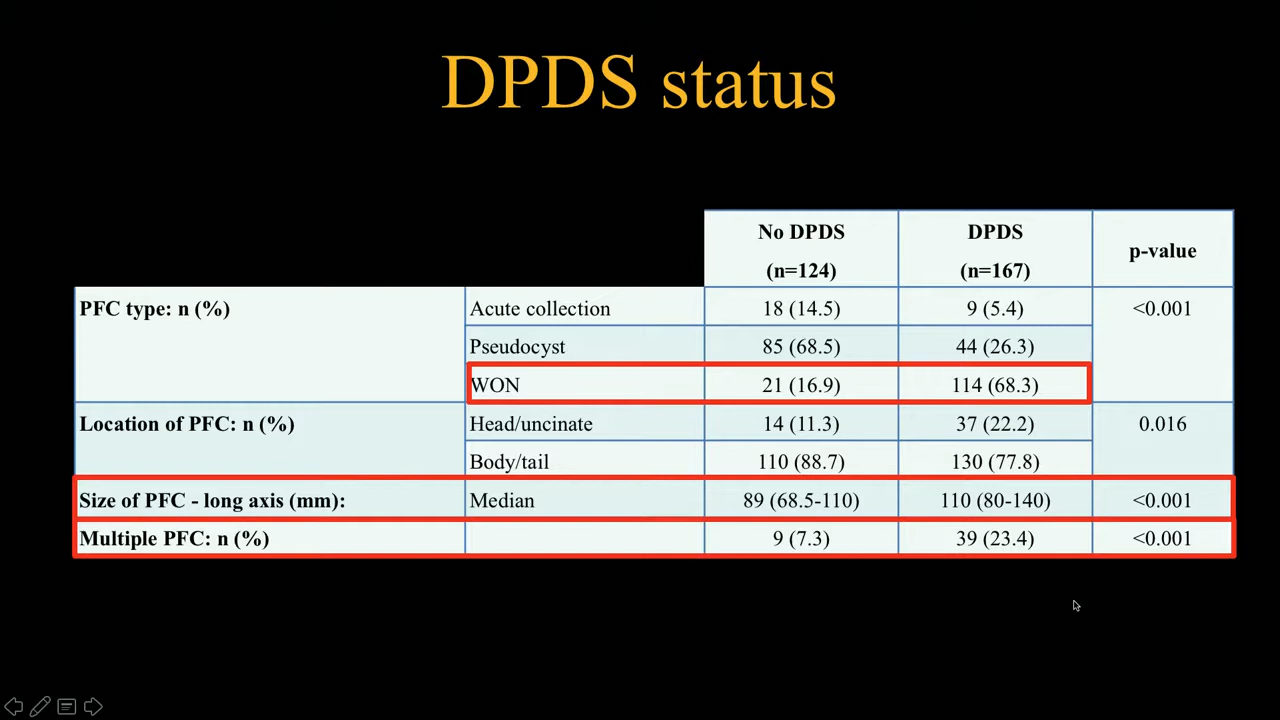 DPDS status
No DPDS (n=124) DPDS (n=167) p-value
PFC type: n (%) Acute collection 18 (14.5) 9 (5.4) <0.001
Pseudocyst 85 (68.5) 44 (26.3)
WON 21 (16.9) 114 (68.3)
Location of PFC: n (%) Head/uncinate 14 (11.3) 37 (22.2) 0.016
Body/tail 110 (88.7) 130 (77.8)
Size of PFC - long axis (mm): Median 89 (68.5-110) 110 (80-140) <0.001
Multiple PFC: n (%) 9 (7.3) 39 (23.4) <0.001